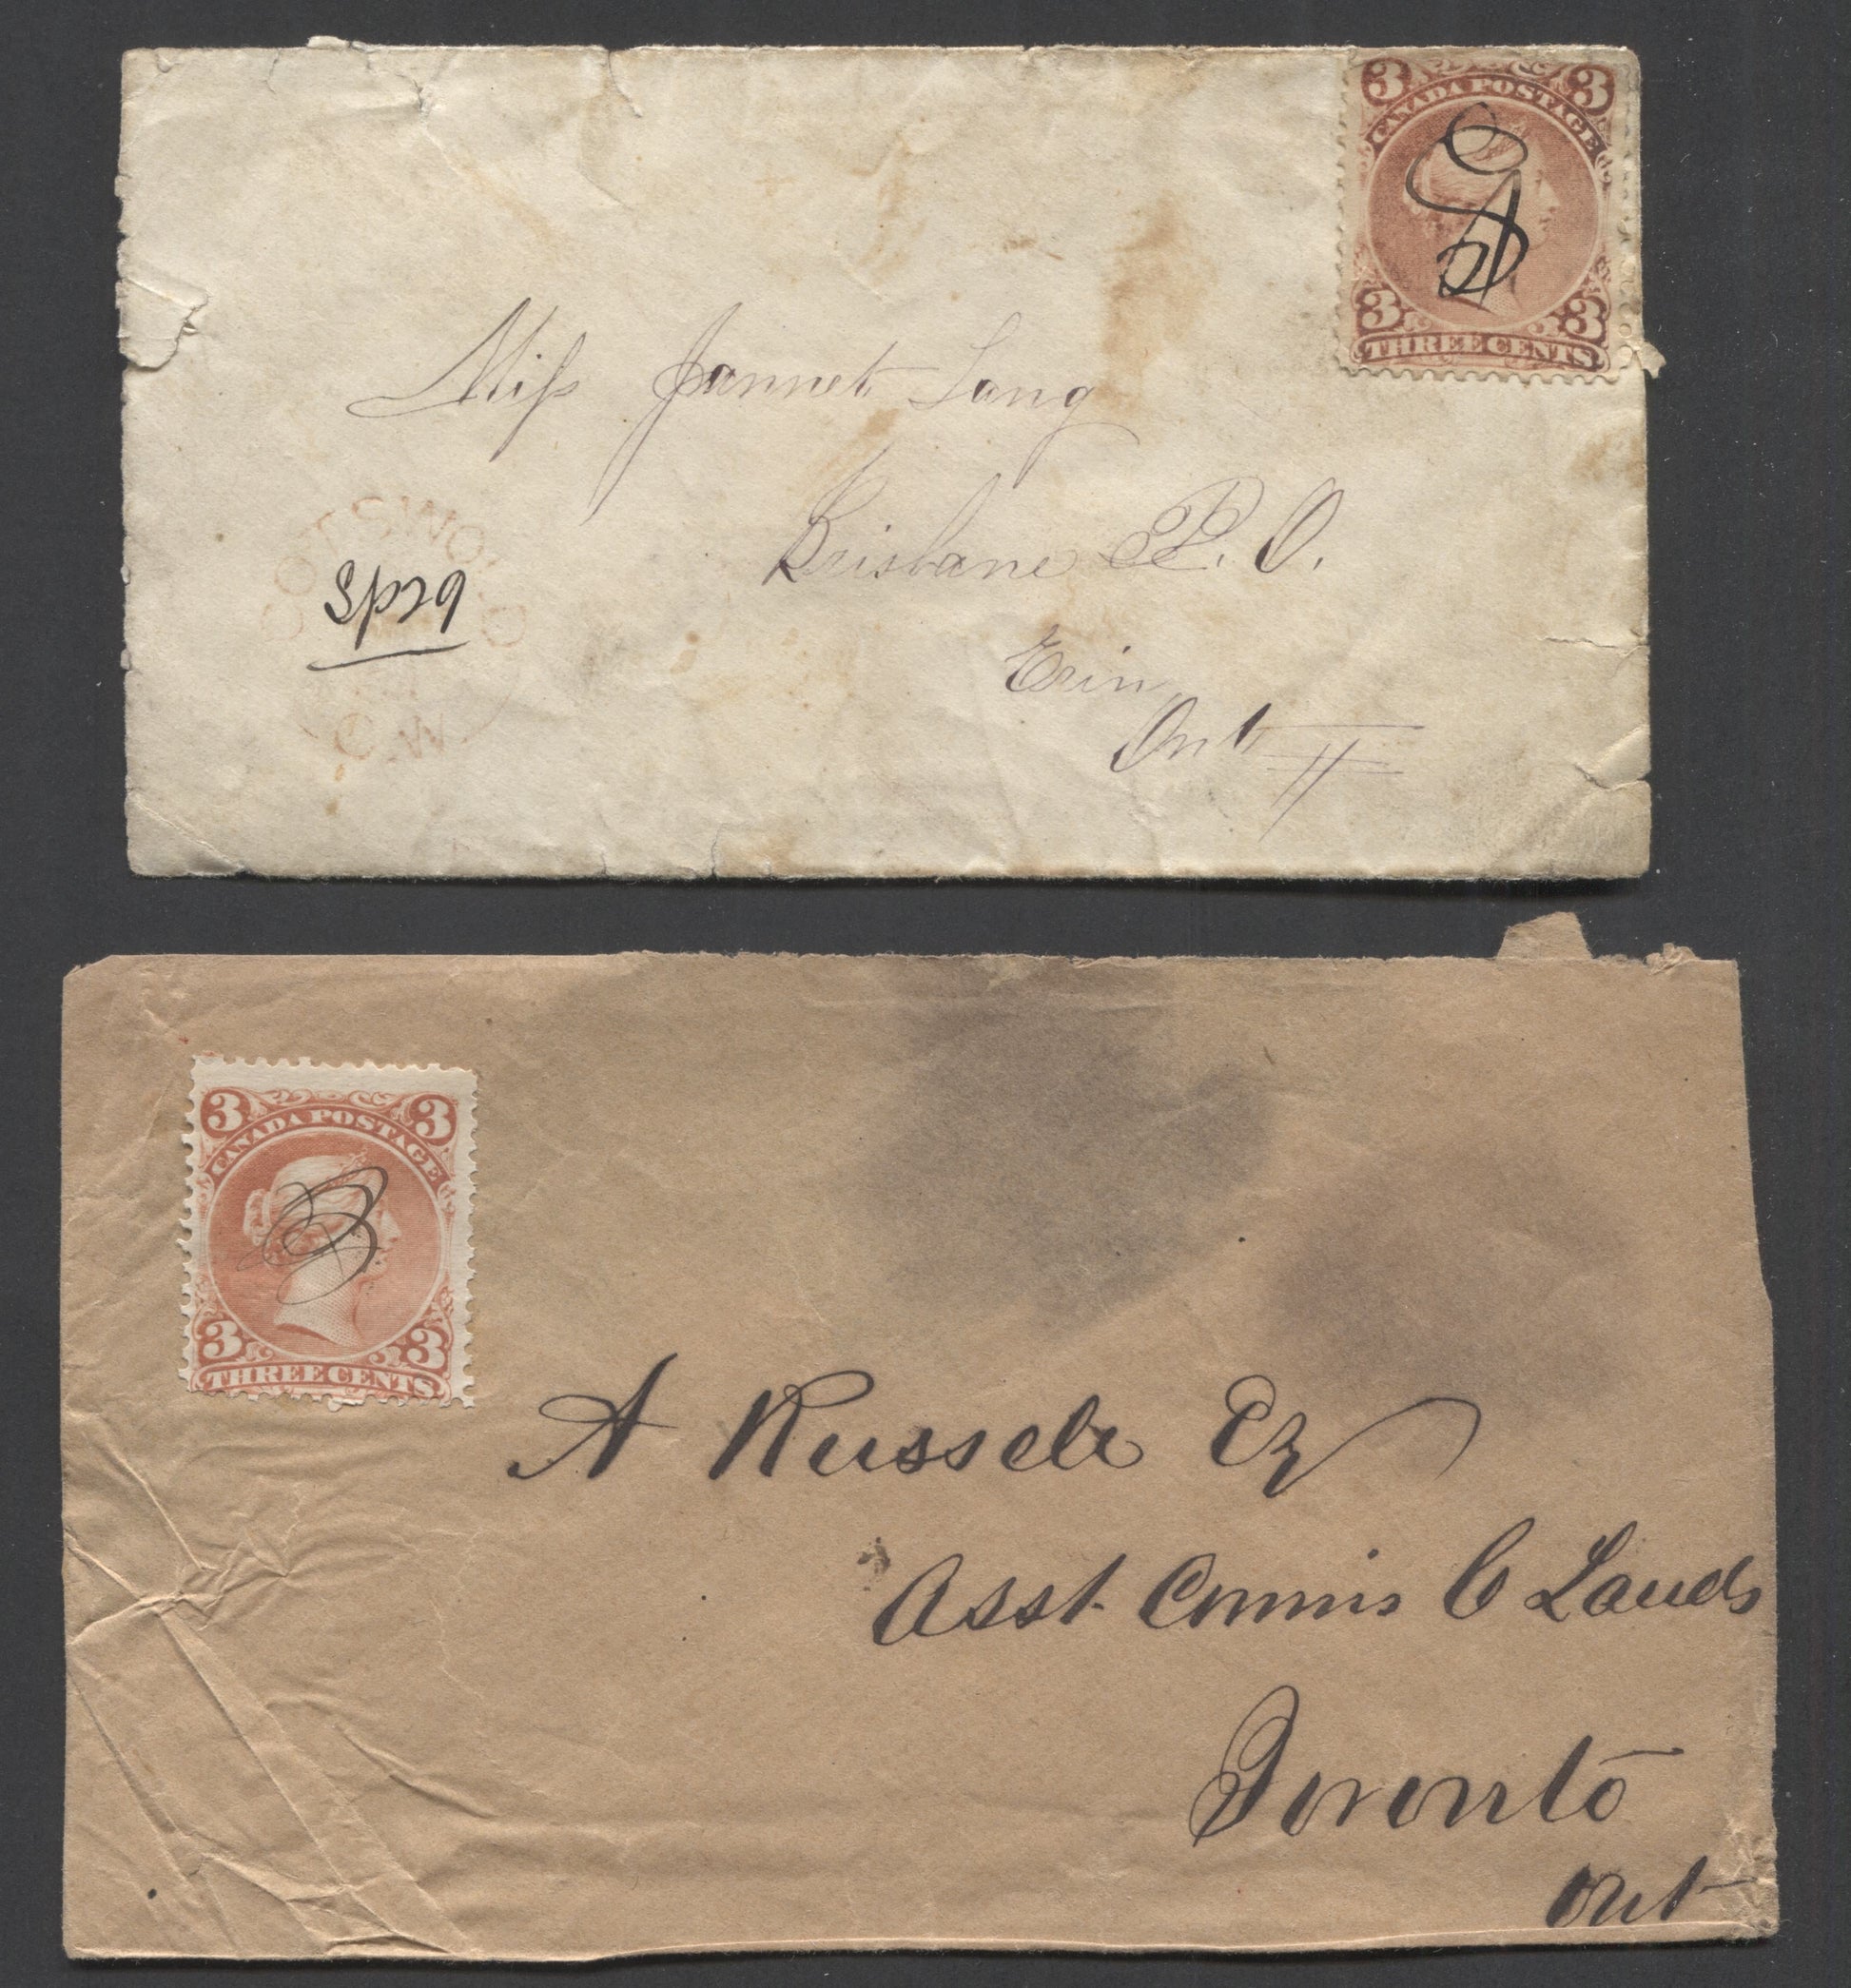 3 3
CANADA POSTAGE
3 3
THREE CENTS
Miss Jannet Lang
Brisbane P. O.
Erin
Ont
COTSWOLD
Sp29
C.W
3 3
CANADA POSTAGE
3 3
THREE CENTS
A Russell Esq
Asst Commis C Lands
Toronto
Ont